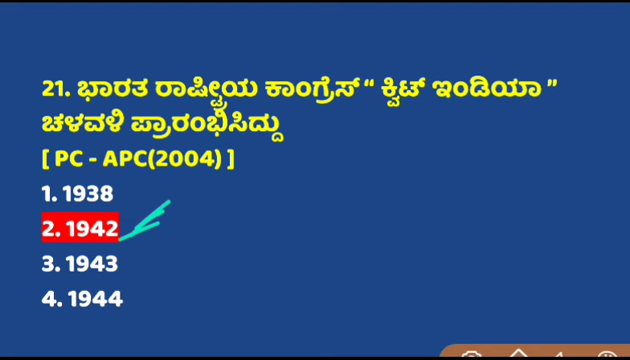 21. ಭಾರತ ರಾಷ್ಟ್ರೀಯ ಕಾಂಗ್ರೆಸ್ “ ಕ್ವಿಟ್ ಇಂಡಿಯಾ ”
ಚಳವಳಿ ಪ್ರಾರಂಭಿಸಿದ್ದು
[ PC - APC(2004) ]
1. 1938
2. 1942
3. 1943
4. 1944